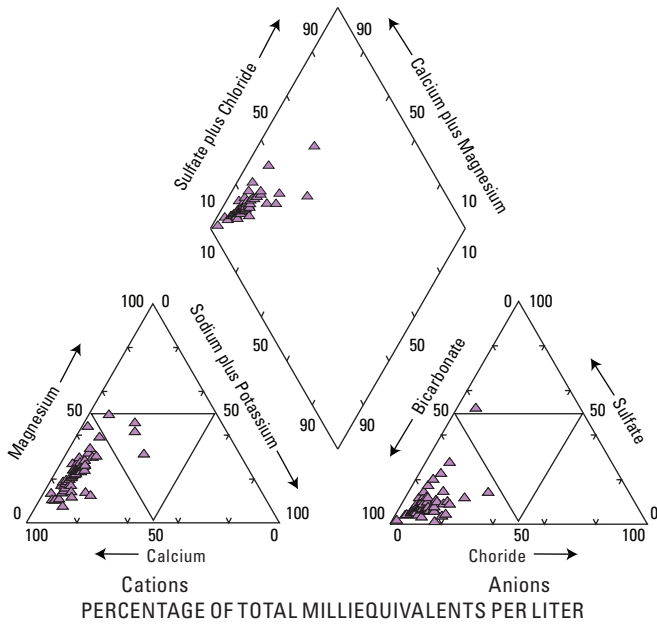 90 90
Sulfate plus Chloride
Calcium plus Magnesium
50 50
10 10
10 10
50 50
90 90
100 0
Magnesium
Sodium plus Potassium
50 50
0 100
100 50 0
Calcium
Cations
0 100
Bicarbonate
Sulfate
50 50
100 0
0 50 100
Choride
Anions
PERCENTAGE OF TOTAL MILLIEQUIVALENTS PER LITER